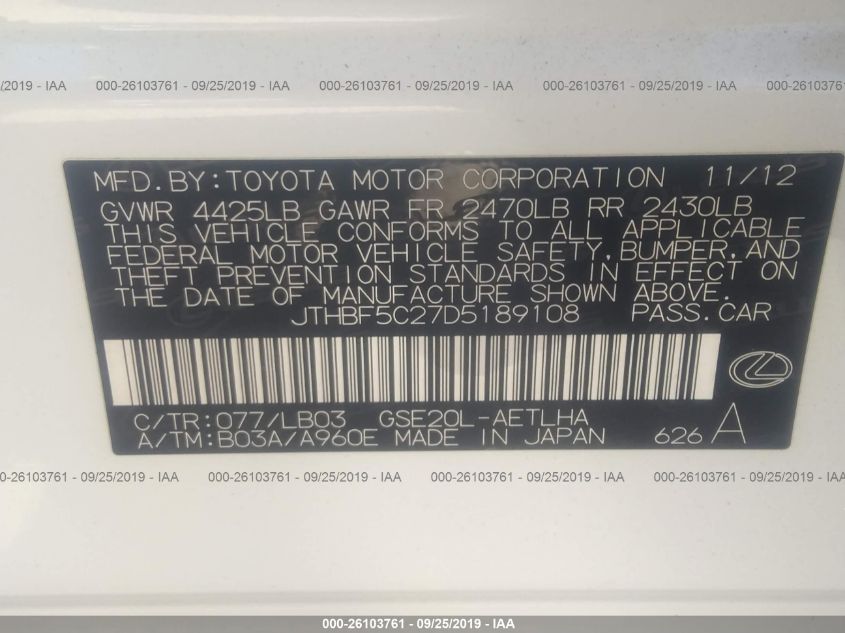 /2019 - IAA 000-26103761 - 09/25/2019 - IAA 000-26103761 - 09/25/2019 - IAA 000-26103761 - 09/25/2019 - IAA 000-26103761
MFD.BY:TOYOTA MOTOR CORPORATION 11/12
GVWR 4425LB GAWR FR 2470LB RR 2430LB
THIS VEHICLE CONFORMS TO ALL APPLICABLE
FEDERAL MOTOR VEHICLE SAFETY,BUMPER,AND
THEFT PREVENTION STANDARDS IN EFFECT ON
THE DATE OF MANUFACTURE SHOWN ABOVE.
JTHBF5C27D5189108 PASS.CAR
C/TR:077/LB03 GSE20L-AETLHA
A/TM:B03A/A960E MADE IN JAPAN 626 A
000-26103761 - 09/25/2019 - IAA 000-26103761 - 09/25/2019 - IAA 000-26103761 - 09/25/2019 - IAA 000-26103761 - 09/25/2019 - IAA
000-26103761 - 09/25/2019 - IAA